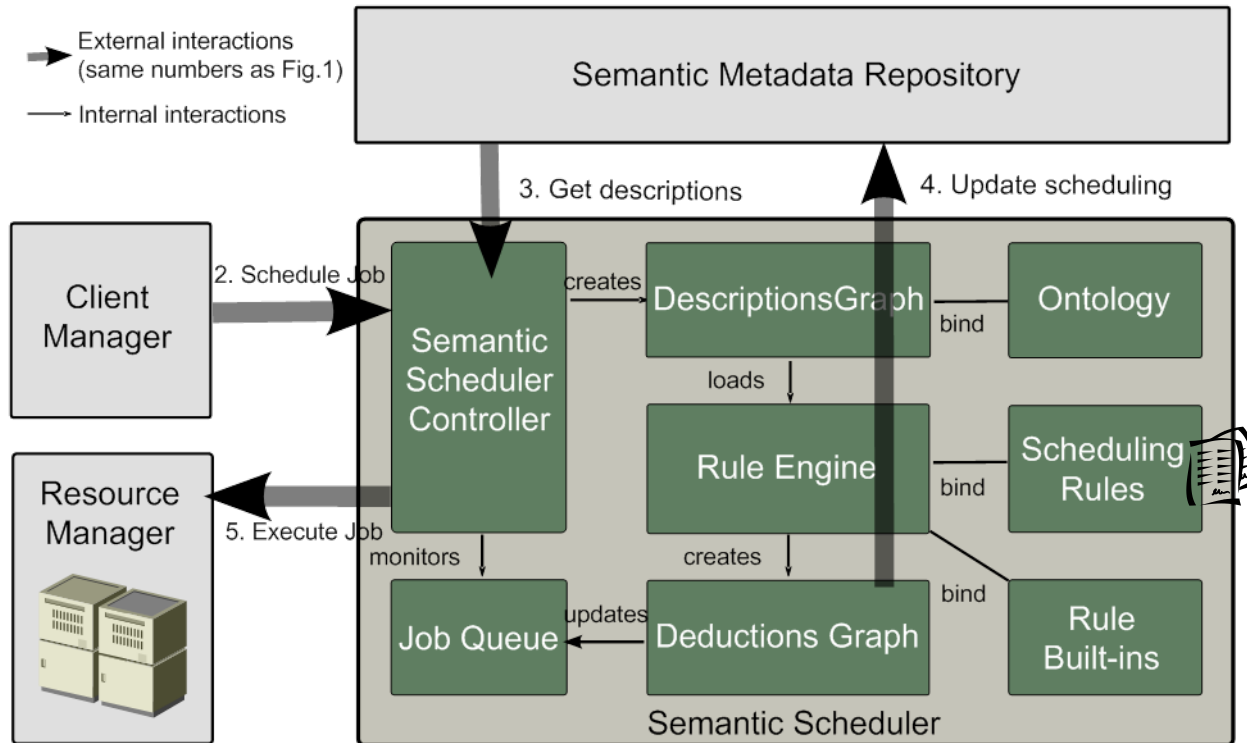 External interactions
(same numbers as Fig.1)
Internal interactions
Semantic Metadata Repository
3. Get descriptions
4. Update scheduling
Client
Manager
2. Schedule Job
Semantic
Scheduler
Controller
creates
DescriptionsGraph
bind
Ontology
loads
Rule Engine
bind
Scheduling
Rules
Resource
Manager
5. Execute Job
monitors
creates
bind
Job Queue
updates
Deductions Graph
Rule
Built-ins
Semantic Scheduler